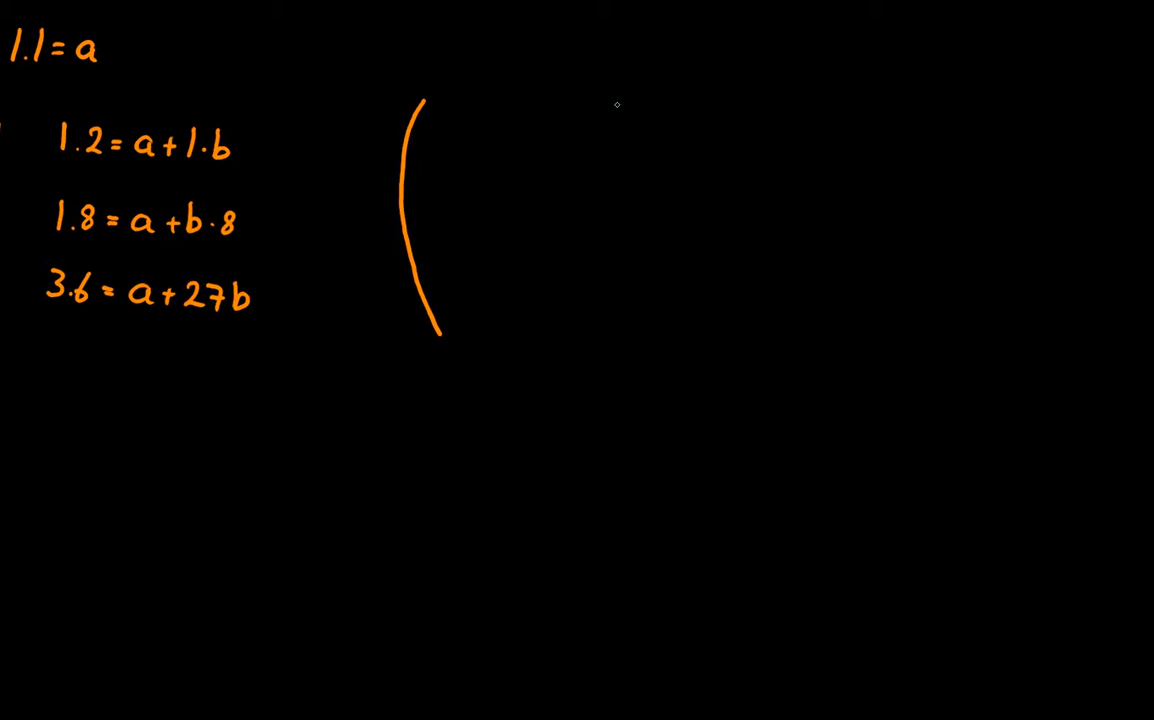 1.1 = a
1.2 = a + 1·b
1.8 = a + b·8
3.6 = a + 27b
(